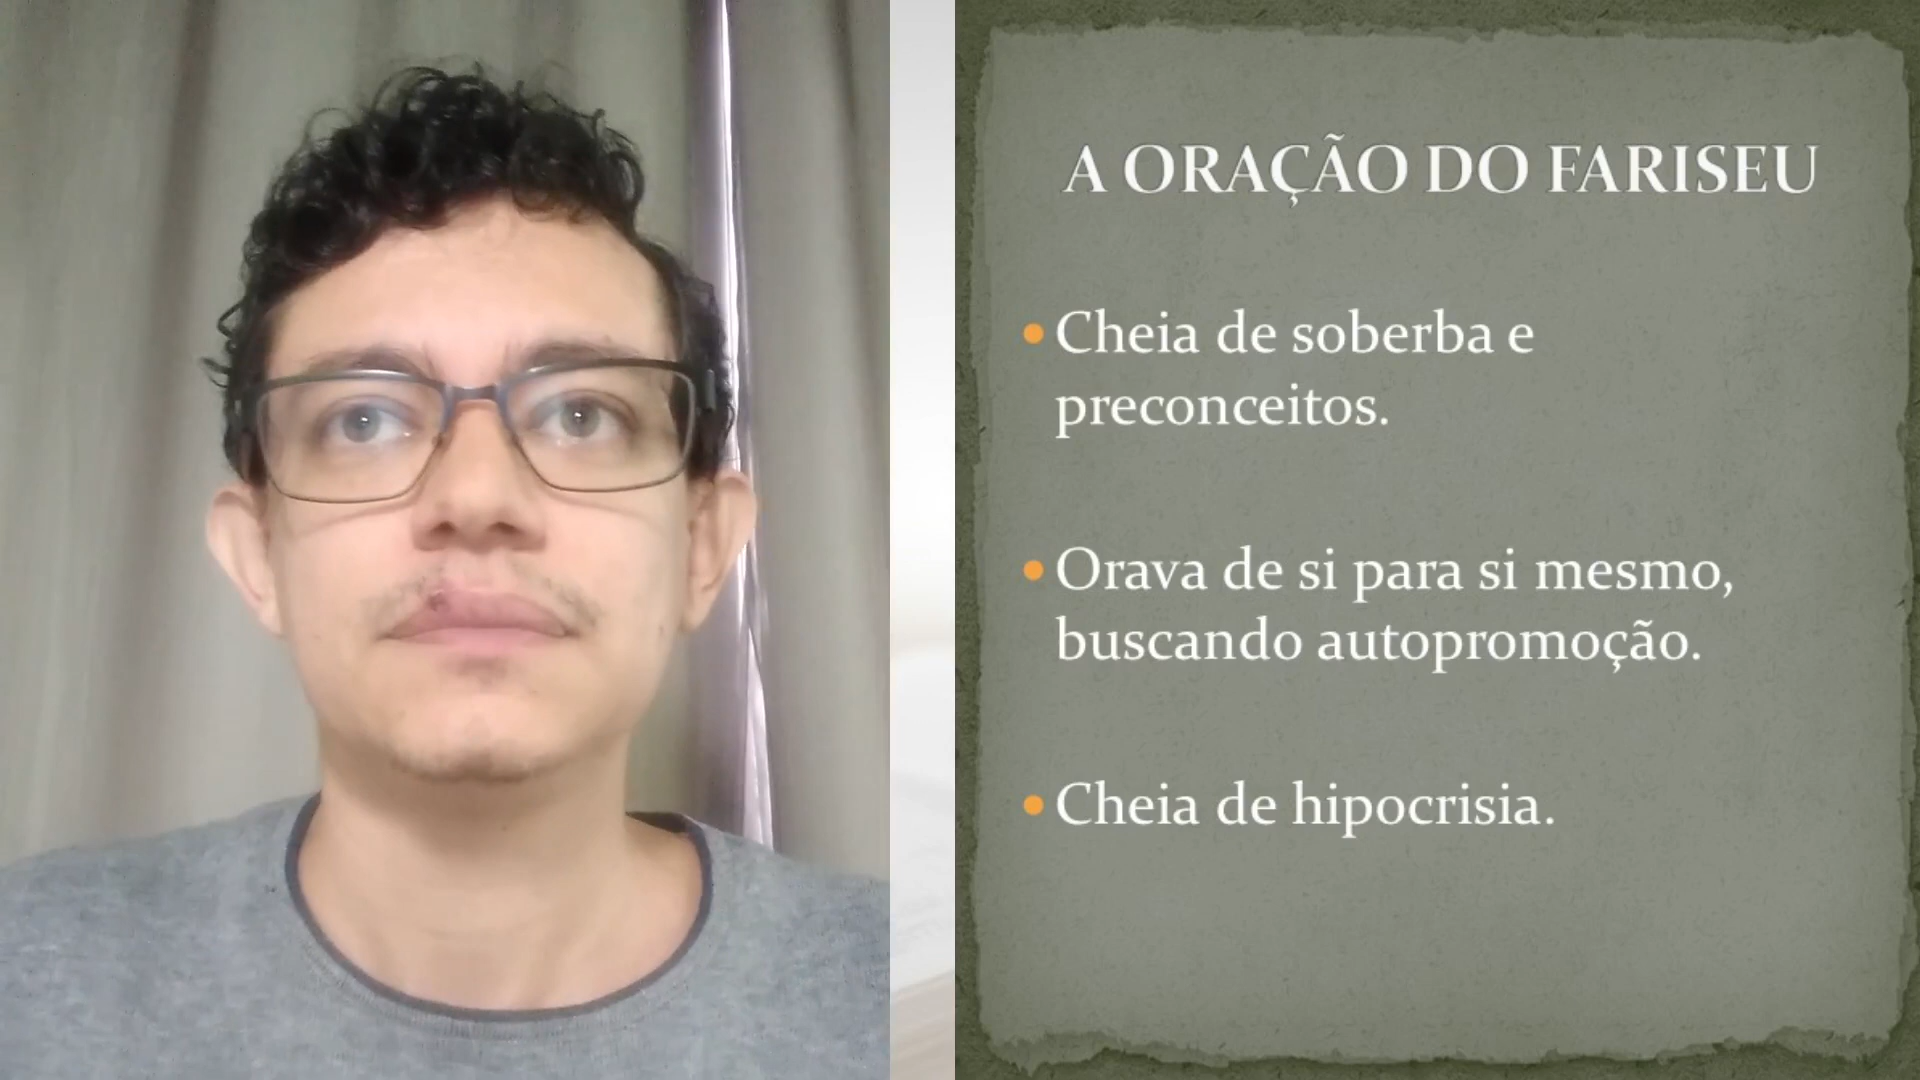 A ORAÇÃO DO FARISEU
• Cheia de soberba e
preconceitos.
• Orava de si para si mesmo,
buscando autopromoção.
• Cheia de hipocrisia.